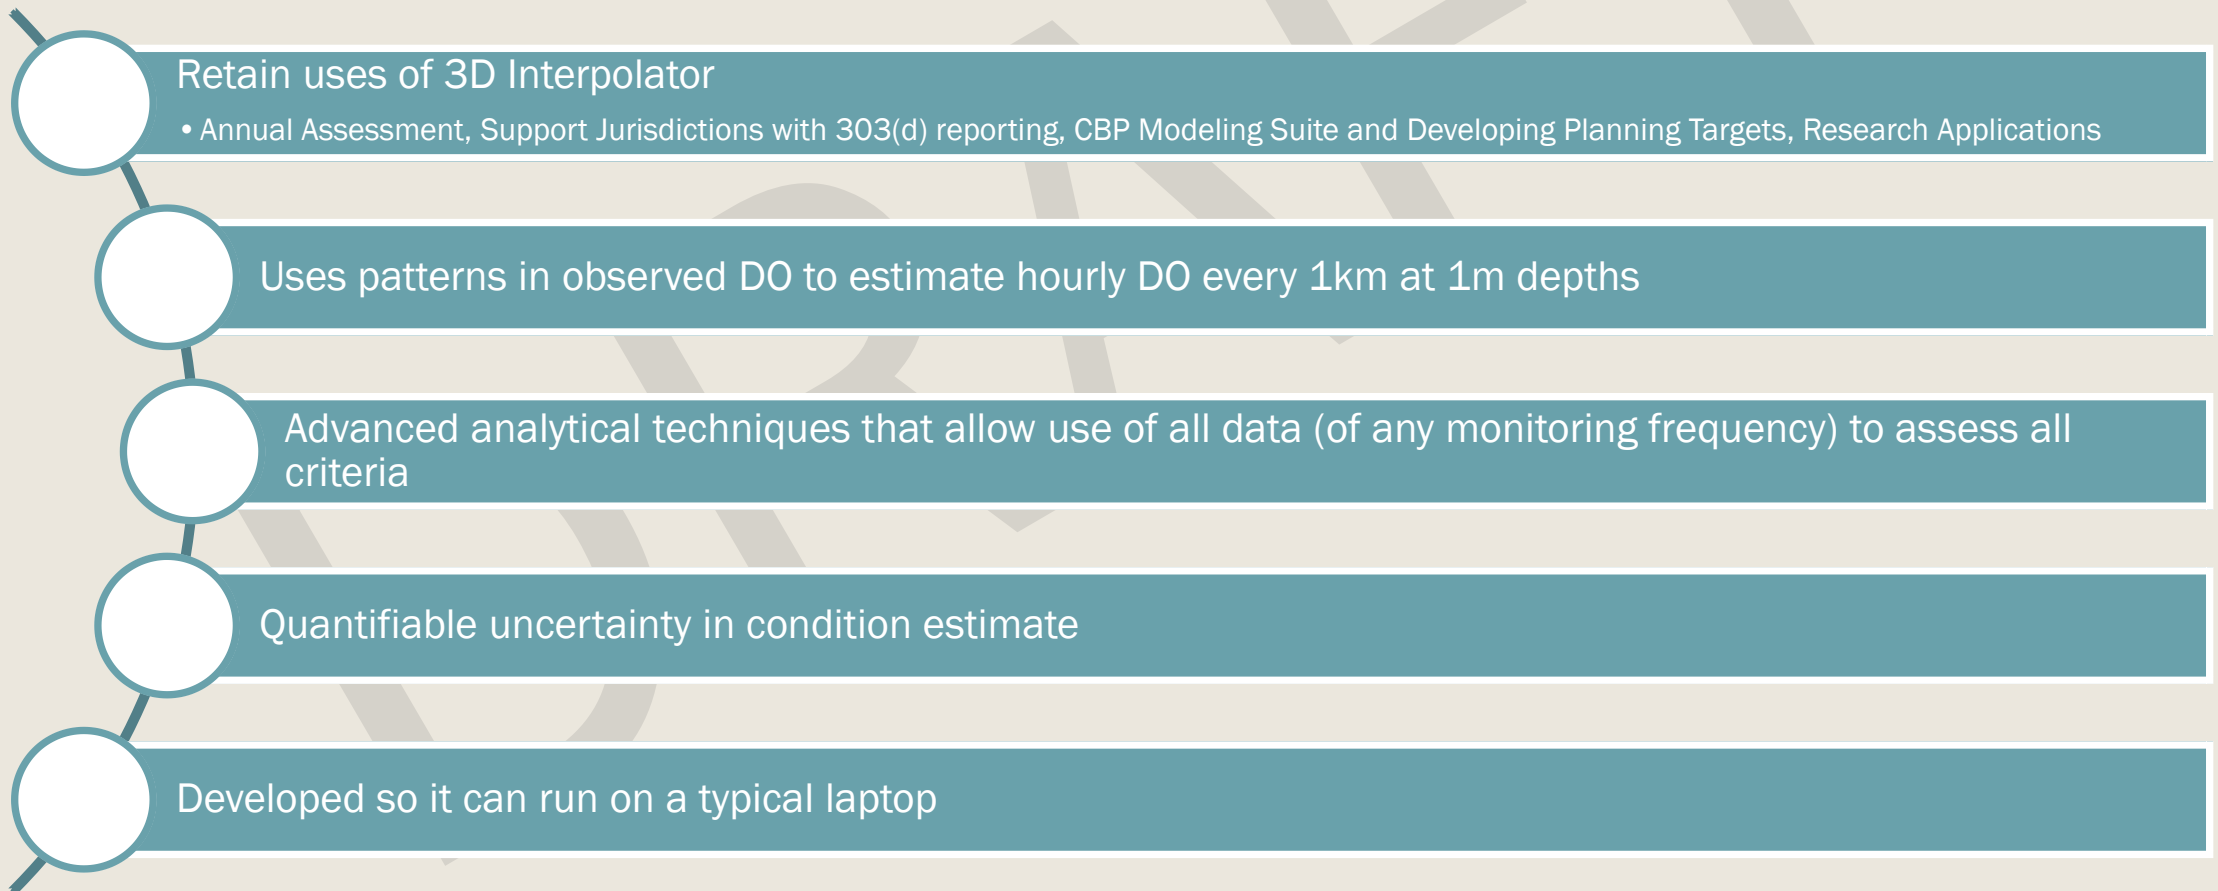 Retain uses of 3D Interpolator
• Annual Assessment, Support Jurisdictions with 303(d) reporting, CBP Modeling Suite and Developing Planning Targets, Research Applications
Uses patterns in observed DO to estimate hourly DO every 1km at 1m depths
Advanced analytical techniques that allow use of all data (of any monitoring frequency) to assess all
criteria
Quantifiable uncertainty in condition estimate
Developed so it can run on a typical laptop
DRAFT